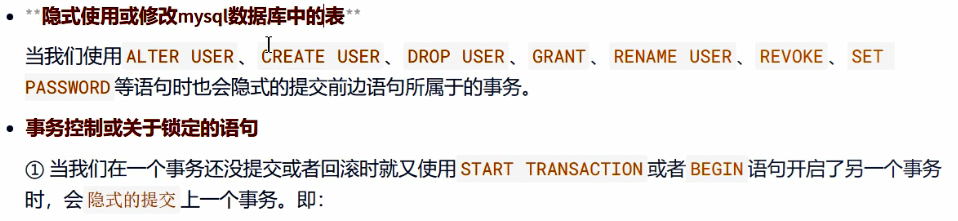 **隐式使用或修改mysql数据库中的表**
当我们使用 ALTER USER 、 CREATE USER 、 DROP USER 、 GRANT 、 RENAME USER 、 REVOKE 、 SET
PASSWORD 等语句时也会隐式的提交前边语句所属于的事务。
事务控制或关于锁定的语句
① 当我们在一个事务还没提交或者回滚时就又使用 START TRANSACTION 或者 BEGIN 语句开启了另一个事务
时，会 隐式的提交 上一个事务。即：